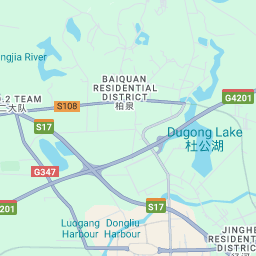 ngjia River
BAIQUAN
RESIDENTIAL
DISTRICT
柏泉
.2 TEAM
二大队
S108
G4201
S17
Dugong Lake
杜公湖
G347
201
S17
Luogang
Harbour
Dongliu
Harbour
JINGHE
RESIDENT
DISTRICT